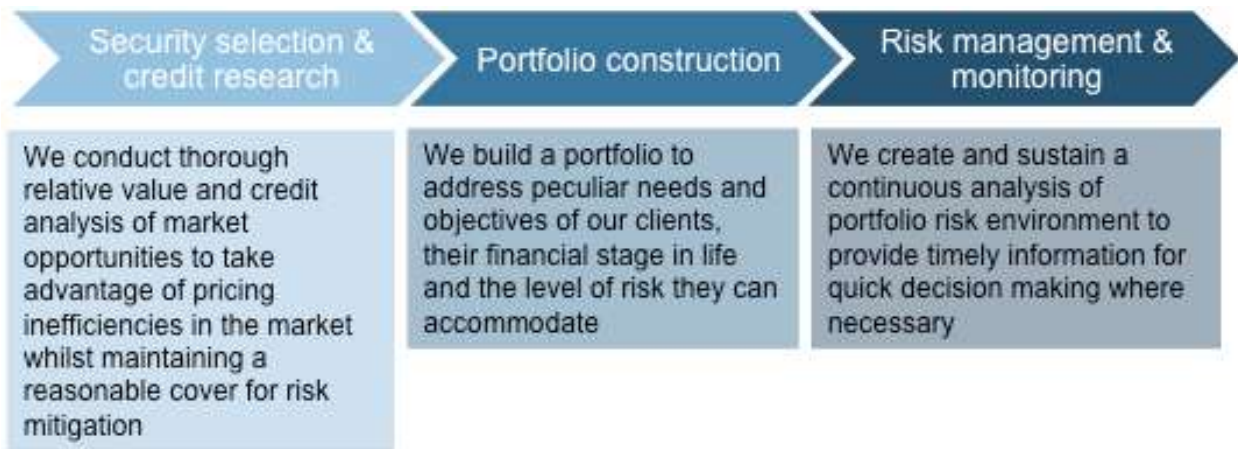 Security selection &
credit research
We conduct thorough
relative value and credit
analysis of market
opportunities to take
advantage of pricing
inefficiencies in the market
whilst maintaining a
reasonable cover for risk
mitigation
Portfolio construction
We build a portfolio to
address peculiar needs and
objectives of our clients,
their financial stage in life
and the level of risk they can
accommodate
Risk management &
monitoring
We create and sustain a
continuous analysis of
portfolio risk environment to
provide timely information for
quick decision making where
necessary